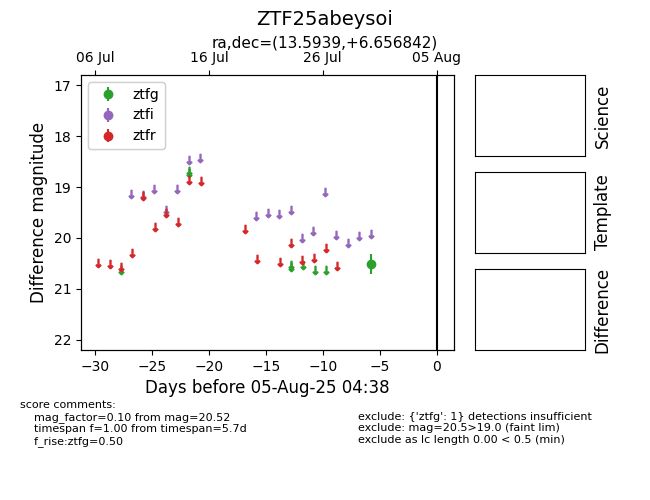 ZTF25abeysoi
ra,dec=(13.5939,+6.656842)
06 Jul 16 Jul 26 Jul 05 Aug
ztfg
ztfi
ztfr
17
18
19
20
21
22
Difference magnitude
−30 −25 −20 −15 −10 −5 0
Days before 05-Aug-25 04:38
Science
Template
Difference
score comments:
mag_factor=0.10 from mag=20.52
timespan f=1.00 from timespan=5.7d
f_rise:ztfg=0.50
exclude: {'ztfg': 1} detections insufficient
exclude: mag=20.5>19.0 (faint lim)
exclude as lc length 0.00 < 0.5 (min)